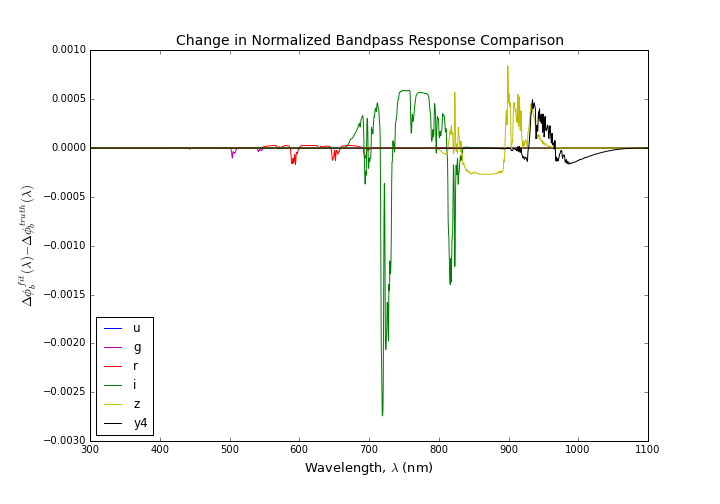 Change in Normalized Bandpass Response Comparison
0.0010
0.0005
0.0000
−0.0005
−0.0010
−0.0015
−0.0020
−0.0025
−0.0030
Δϕ_b^fit(λ)−Δϕ_b^truth(λ)
u
g
r
i
z
y4
300 400 500 600 700 800 900 1000 1100
Wavelength, λ (nm)